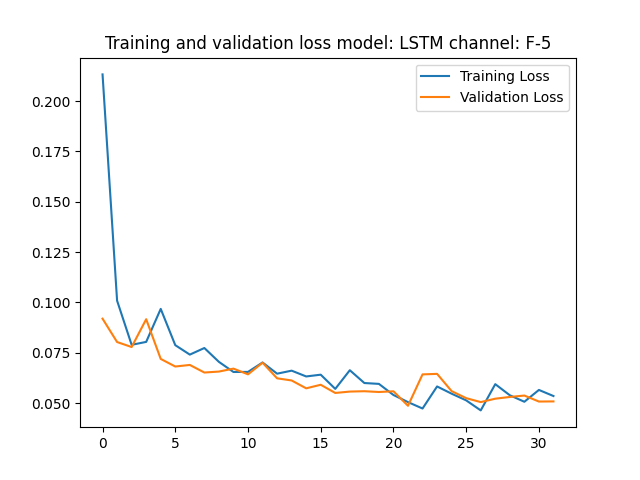 Training and validation loss model: LSTM channel: F-5
Training Loss
Validation Loss
0.200
0.175
0.150
0.125
0.100
0.075
0.050
0 5 10 15 20 25 30